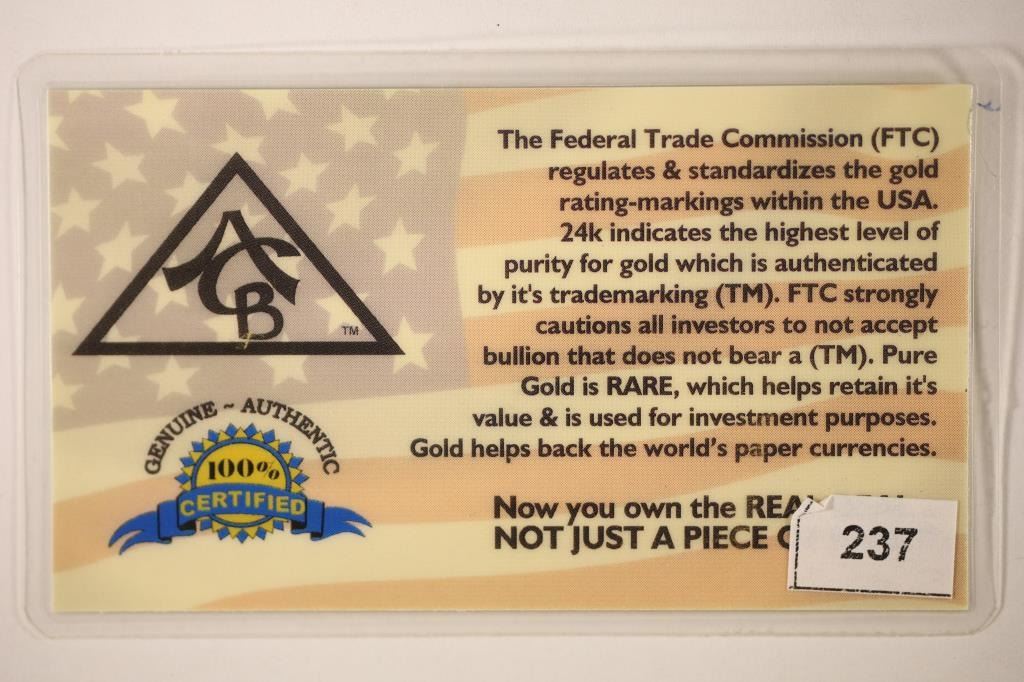 The Federal Trade Commission (FTC)
regulates & standardizes the gold
rating-markings within the USA.
24k indicates the highest level of
purity for gold which is authenticated
by it's trademarking (TM). FTC strongly
cautions all investors to not accept
bullion that does not bear a (TM). Pure
Gold is RARE, which helps retain it's
value & is used for investment purposes.
Gold helps back the world's paper currencies.
Now you own the
NOT JUST A PIECE
237
ACB
TM
GENUINE ~ AUTHENTIC
100%
CERTIFIED